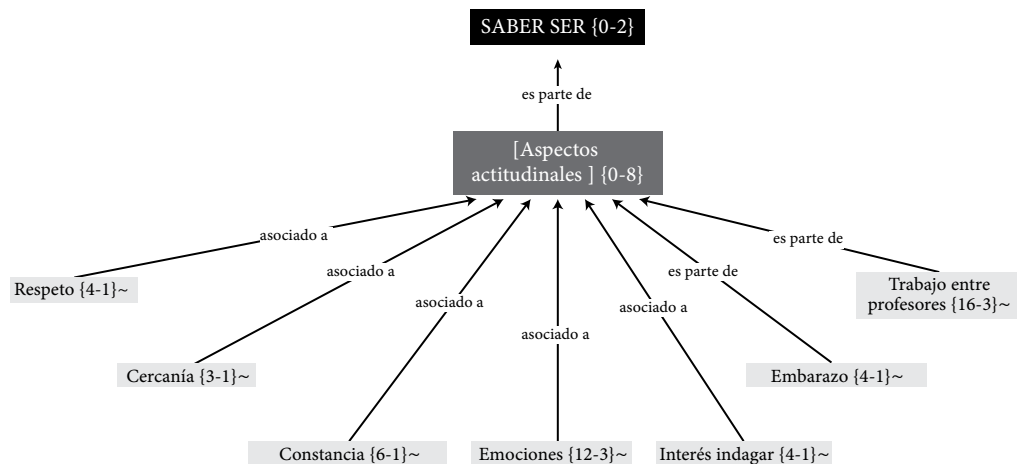 SABER SER {0-2}
es parte de
[Aspectos
actitudinales ] {0-8}
asociado a
es parte de
asociado a
es parte de
Respeto {4-1}~
Trabajo entre
profesores {16-3}~
asociado a
asociado a
asociado a
Cercanía {3-1}~
Embarazo {4-1}~
Constancia {6-1}~
Emociones {12-3}~
Interés indagar {4-1}~